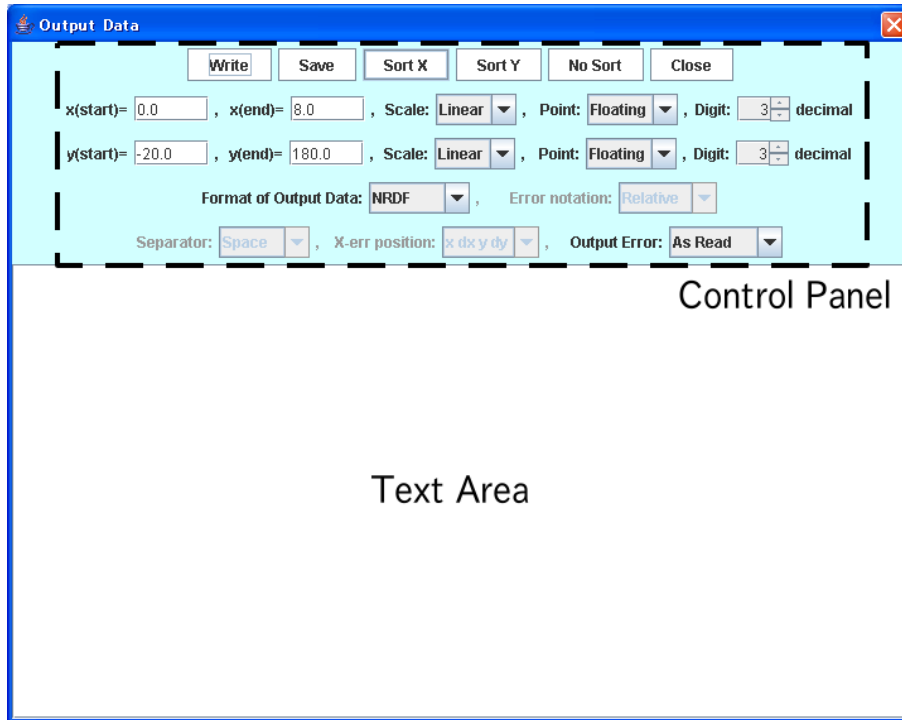 Output Data
Write Save Sort X Sort Y No Sort Close
x(start)= 0.0 , x(end)= 8.0 , Scale: Linear , Point: Floating , Digit: 3 decimal
y(start)= -20.0 , y(end)= 180.0 , Scale: Linear , Point: Floating , Digit: 3 decimal
Format of Output Data: NRDF , Error notation: Relative
Separator: Space , X-err position: x dx y dy , Output Error: As Read
Control Panel
Text Area